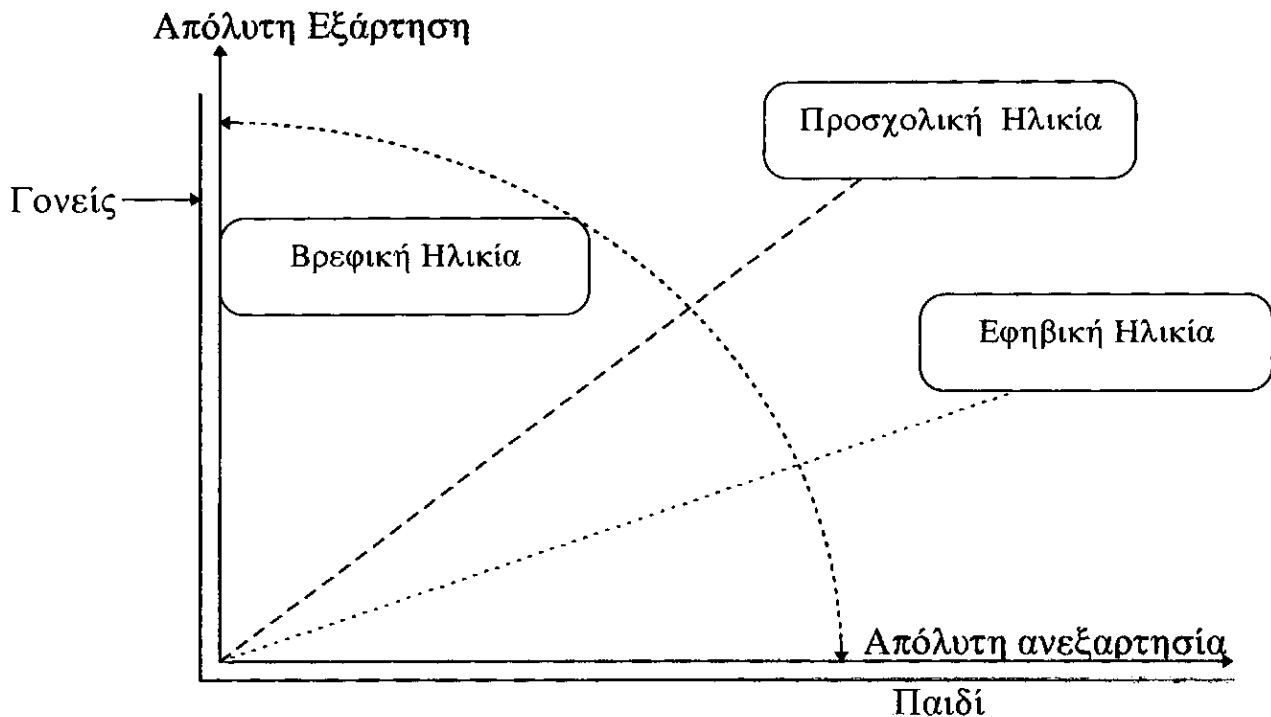 Απόλυτη Εξάρτηση
Προσχολική Ηλικία
Γονείς
Βρεφική Ηλικία
Εφηβική Ηλικία
Απόλυτη ανεξαρτησία
Παιδί